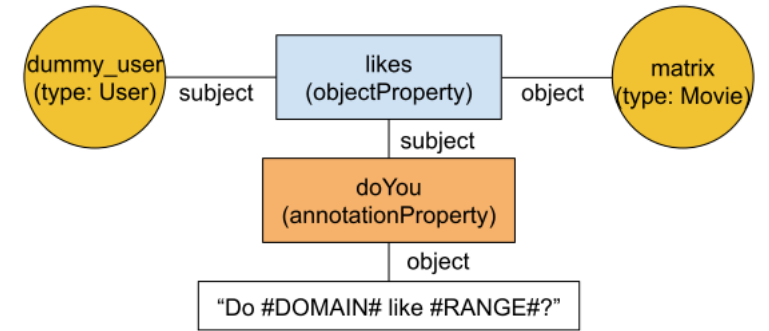 dummy_user
(type: User)
subject
likes
(objectProperty)
object
matrix
(type: Movie)
subject
doYou
(annotationProperty)
object
“Do #DOMAIN# like #RANGE#?”